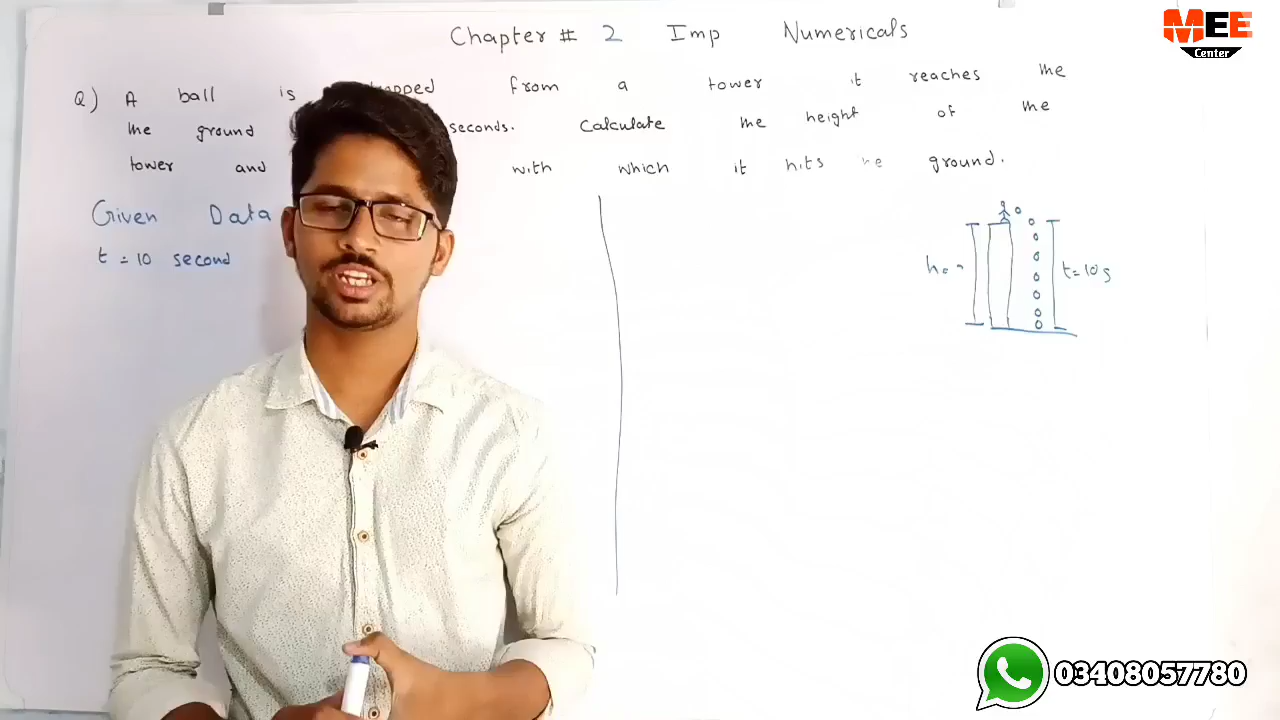 Chapter # 2 Imp Numericals
MEE
Center
Q) A ball is from a tower it reaches the
the ground seconds. Calculate the height of the
tower and with which it hits ground.
Given Data
t = 10 second
h =
t = 10 s
03408057780